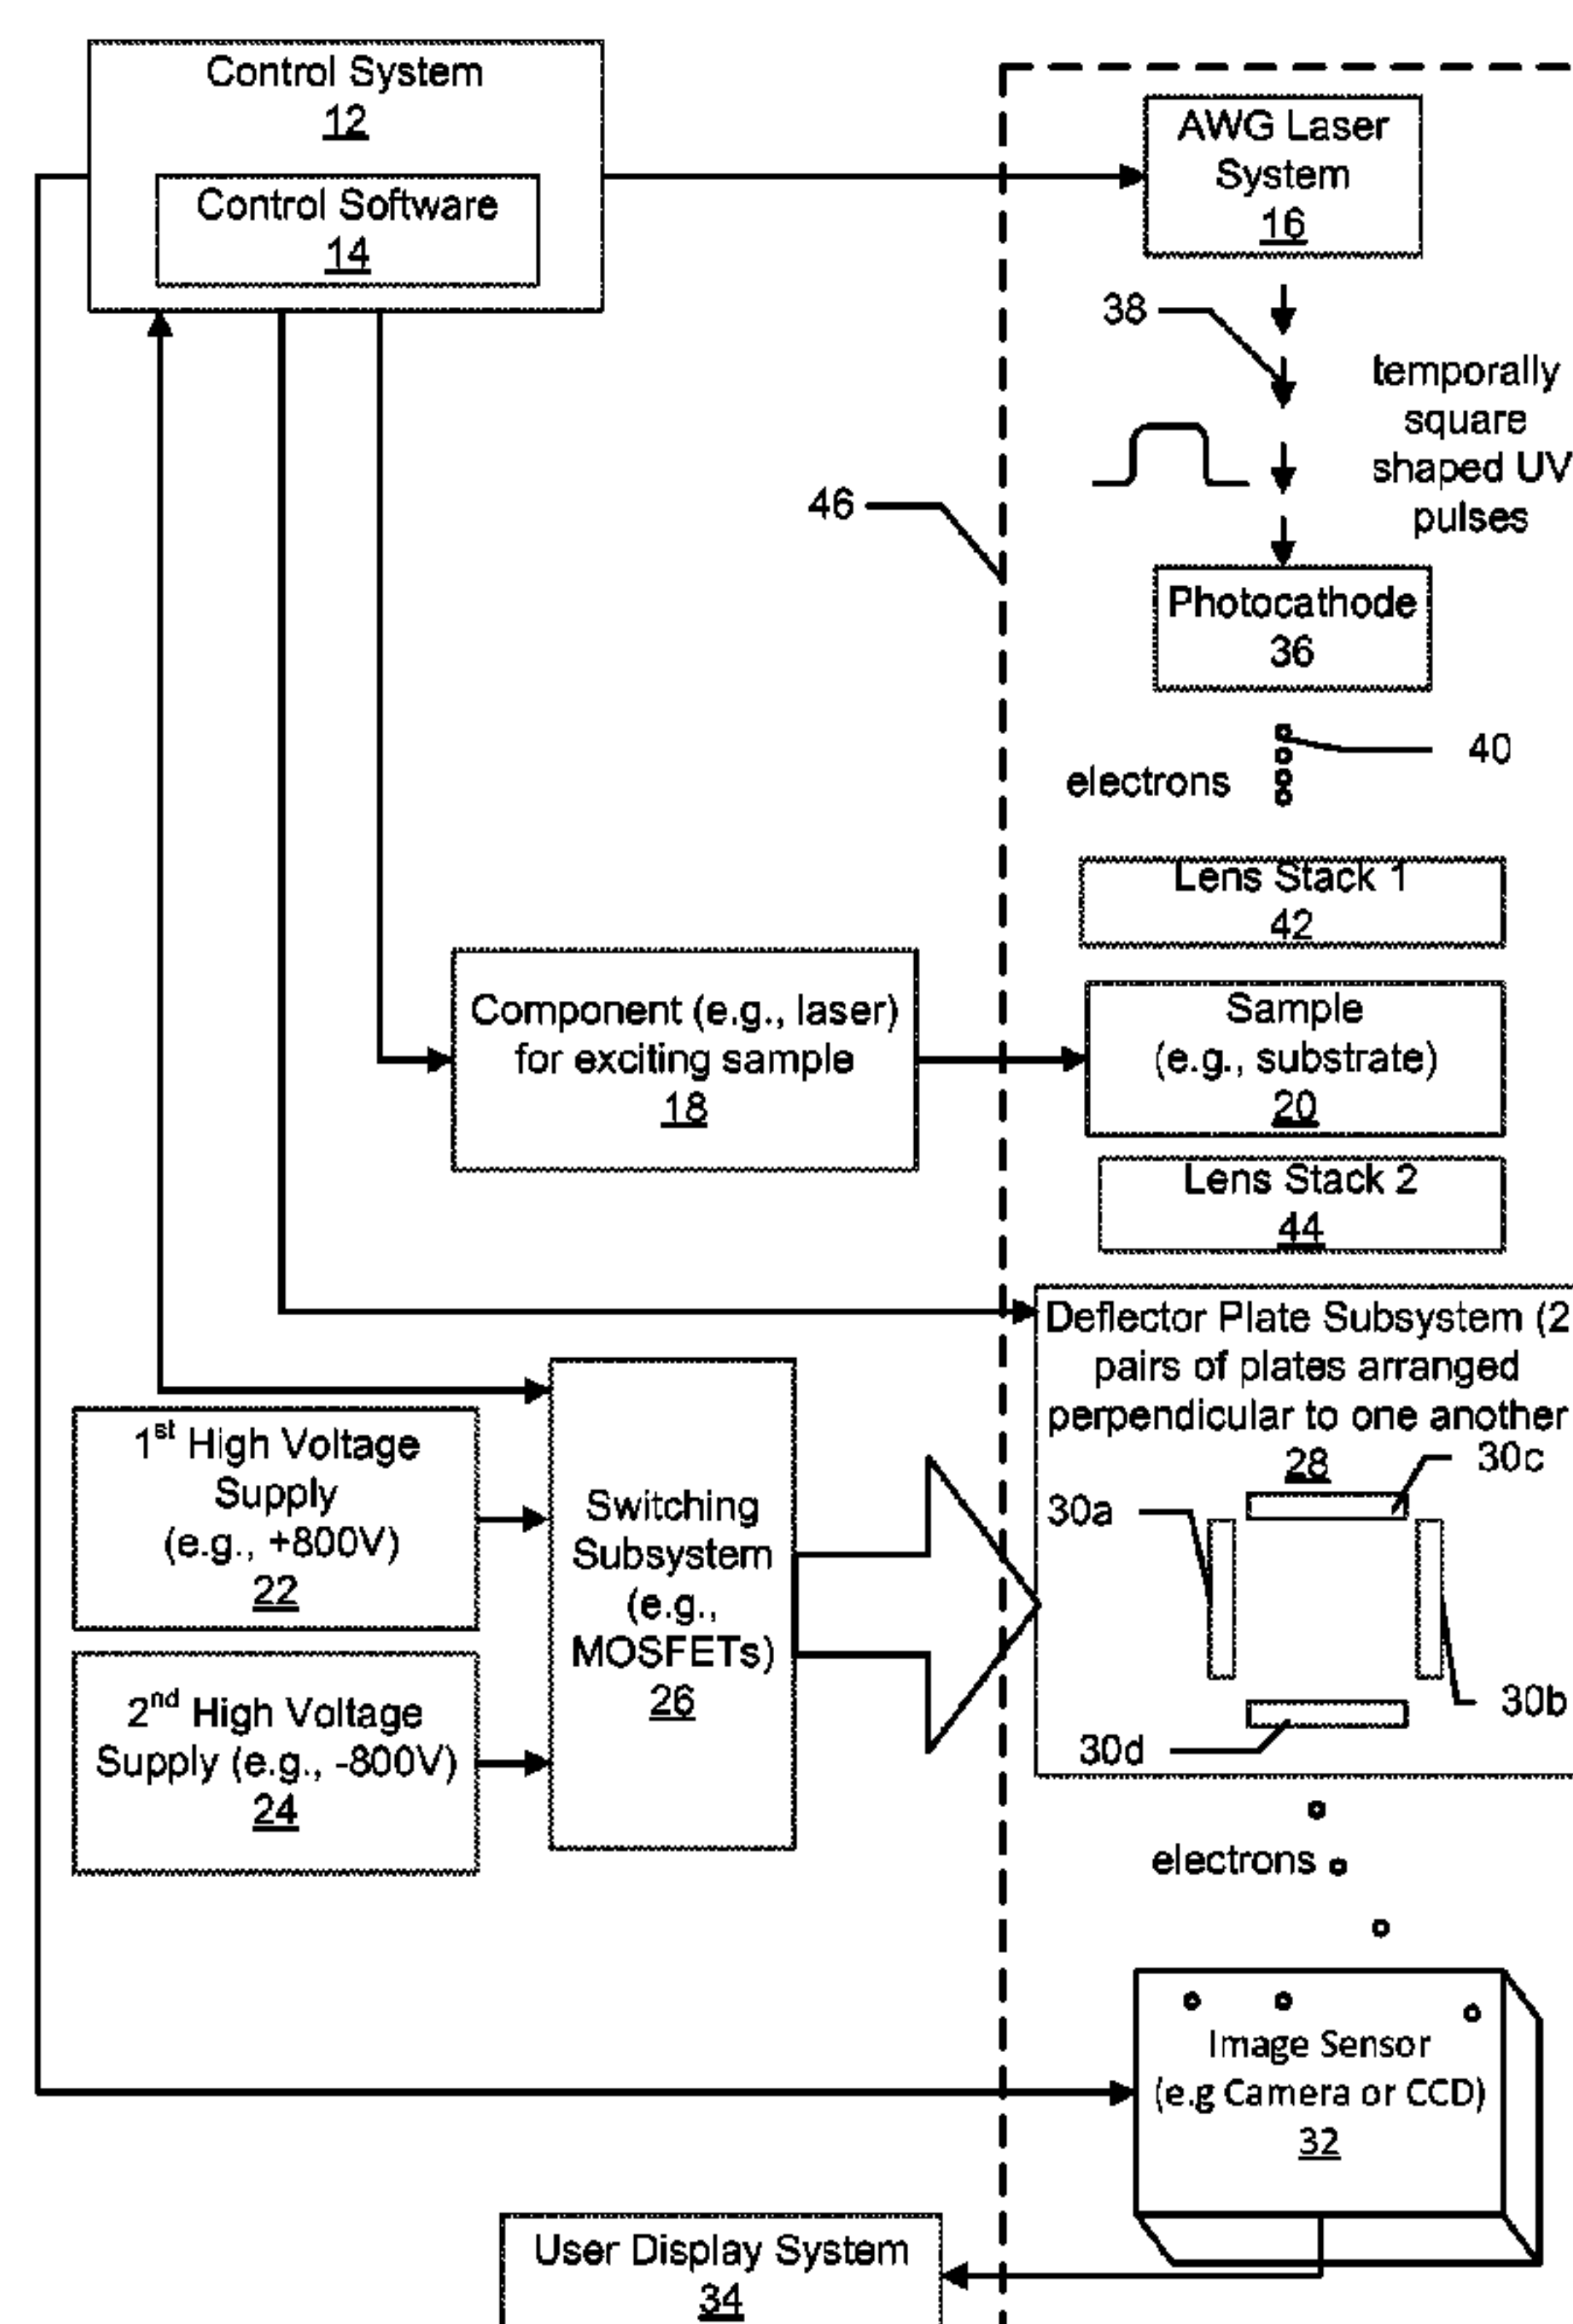 Control System
12
Control Software
14
AWG Laser
System
16
38
temporally
square
shaped UV
pulses
46
Photocathode
36
40
electrons
Lens Stack 1
42
Component (e.g., laser)
for exciting sample
18
Sample
(e.g., substrate)
20
Lens Stack 2
44
Deflector Plate Subsystem (2
pairs of plates arranged
perpendicular to one another
28
30c
30a
30b
30d
1st High Voltage
Supply
(e.g., +800V)
22
2nd High Voltage
Supply (e.g., -800V)
24
Switching
Subsystem
(e.g.,
MOSFETs)
26
electrons
Image Sensor
(e.g Camera or CCD)
32
User Display System
34